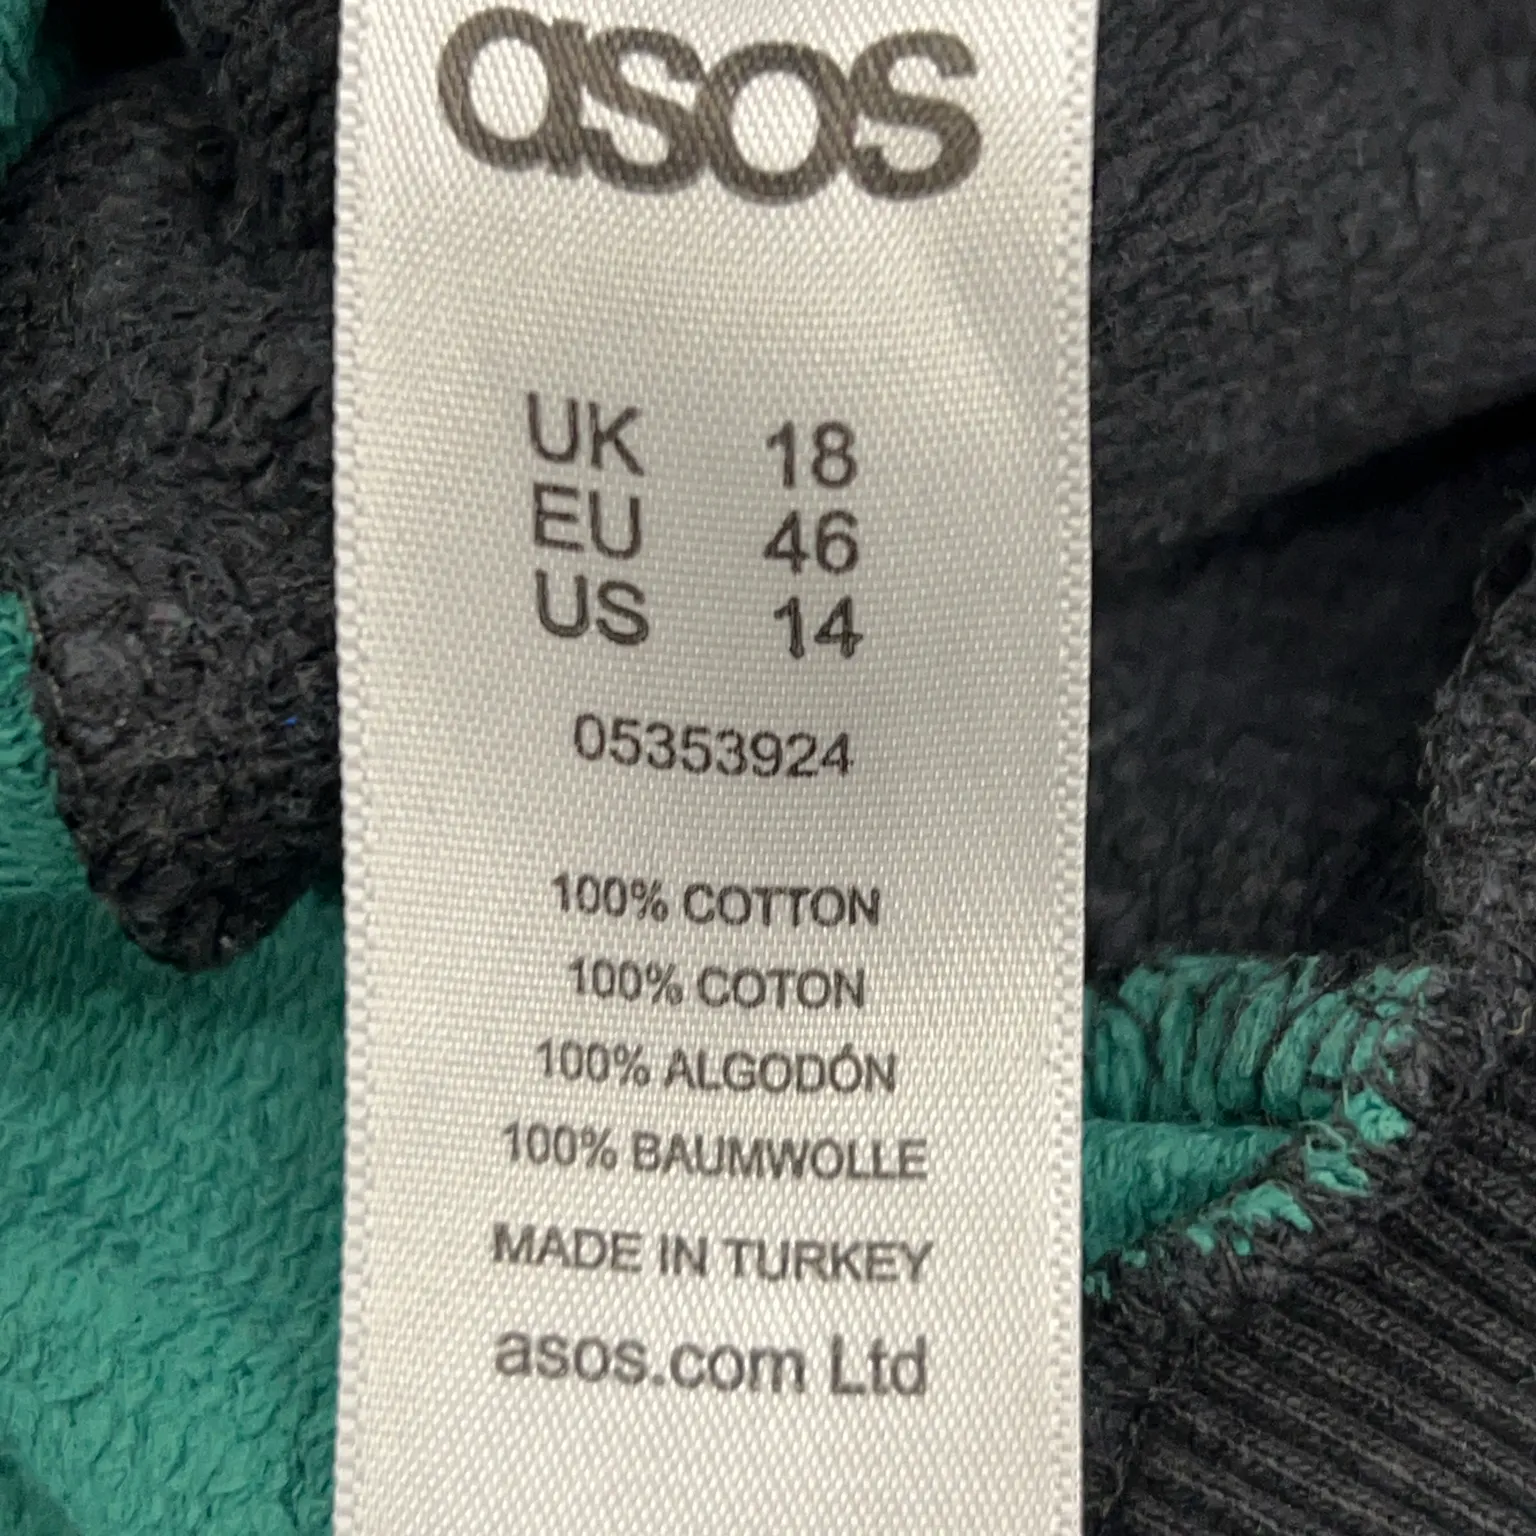 asos
UK 18
EU 46
US 14
05353924
100% COTTON
100% COTON
100% ALGODÓN
100% BAUMWOLLE
MADE IN TURKEY
asos.com Ltd